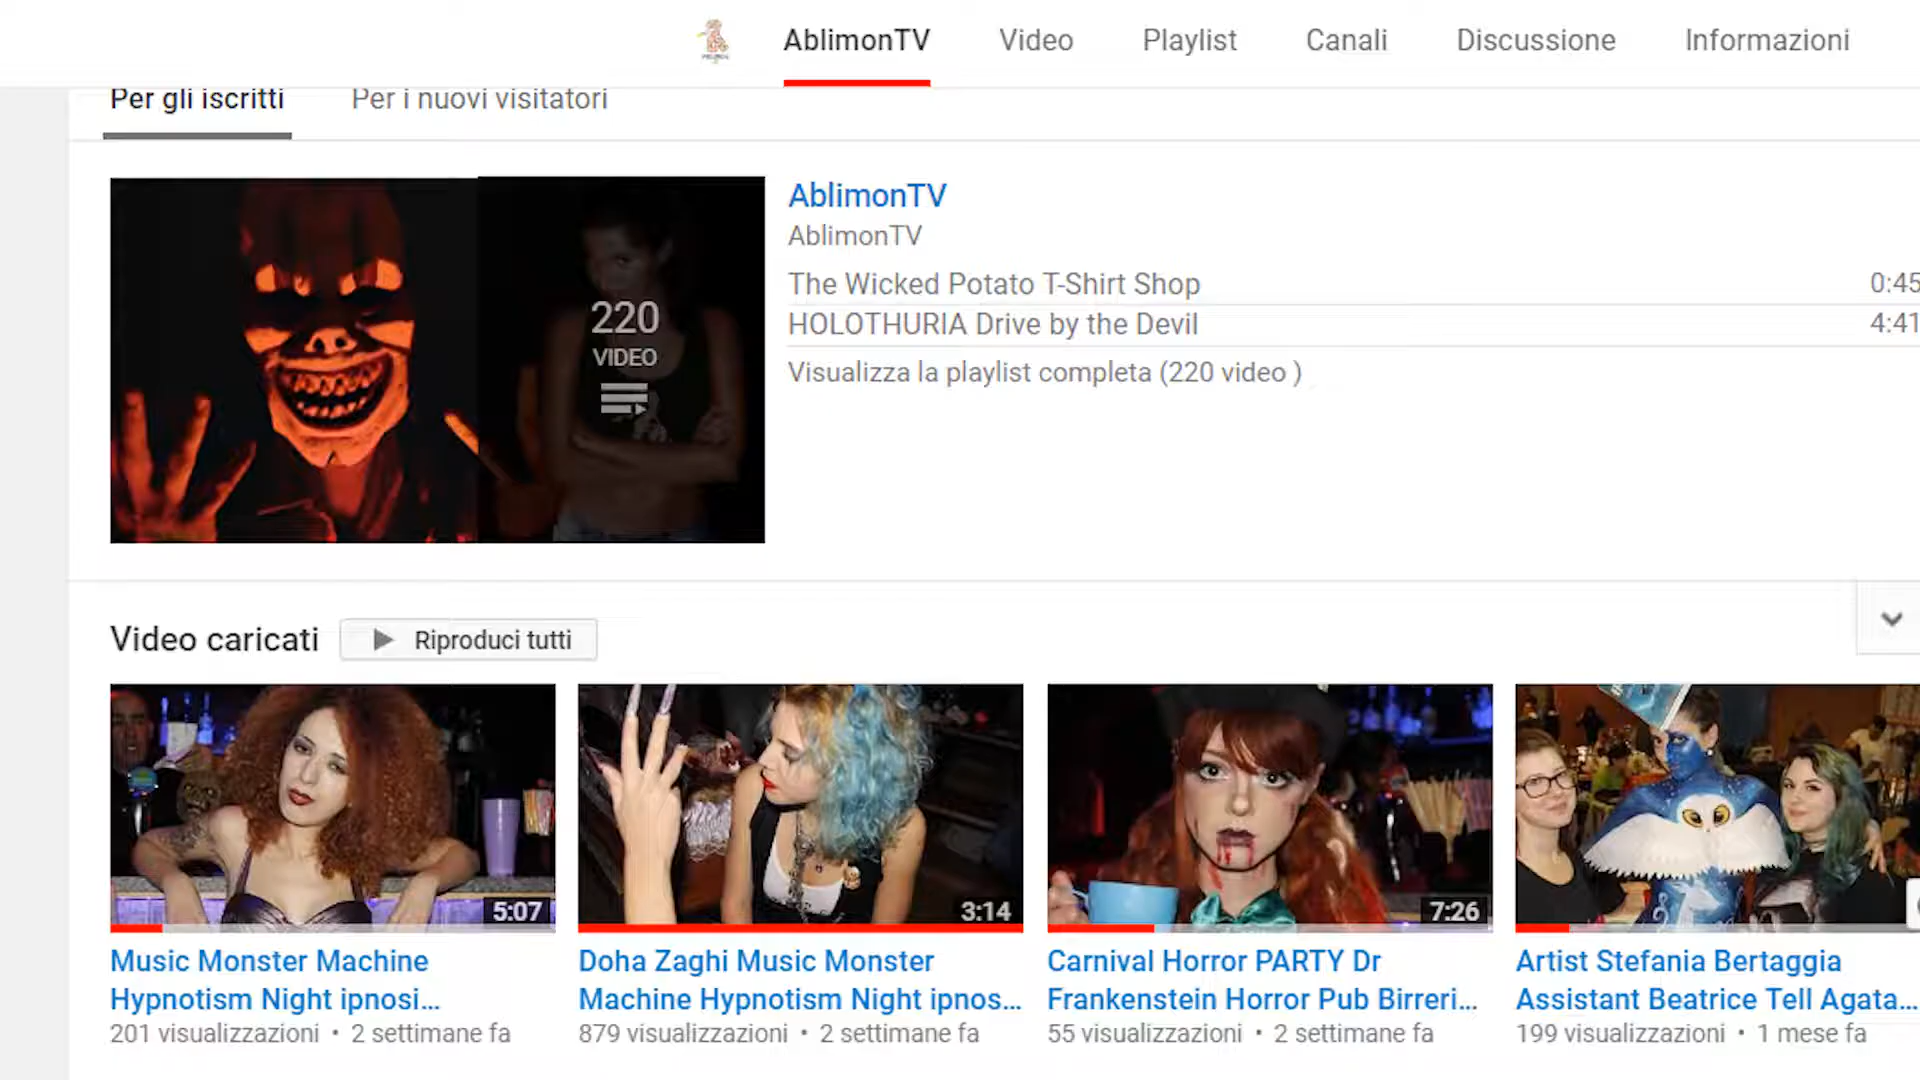 AblimonTV Video Playlist Canali Discussione Informazioni
Per gli iscritti Per i nuovi visitatori
220
VIDEO
AblimonTV
AblimonTV
The Wicked Potato T-Shirt Shop 0:45
HOLOTHURIA Drive by the Devil 4:41
Visualizza la playlist completa (220 video )
Video caricati Riproduci tutti
5:07
3:14
7:26
Music Monster Machine
Hypnotism Night ipnosi...
201 visualizzazioni • 2 settimane fa
Doha Zaghi Music Monster
Machine Hypnotism Night ipnos...
879 visualizzazioni • 2 settimane fa
Carnival Horror PARTY Dr
Frankenstein Horror Pub Birreri...
55 visualizzazioni • 2 settimane fa
Artist Stefania Bertaggia
Assistant Beatrice Tell Agata...
199 visualizzazioni • 1 mese fa